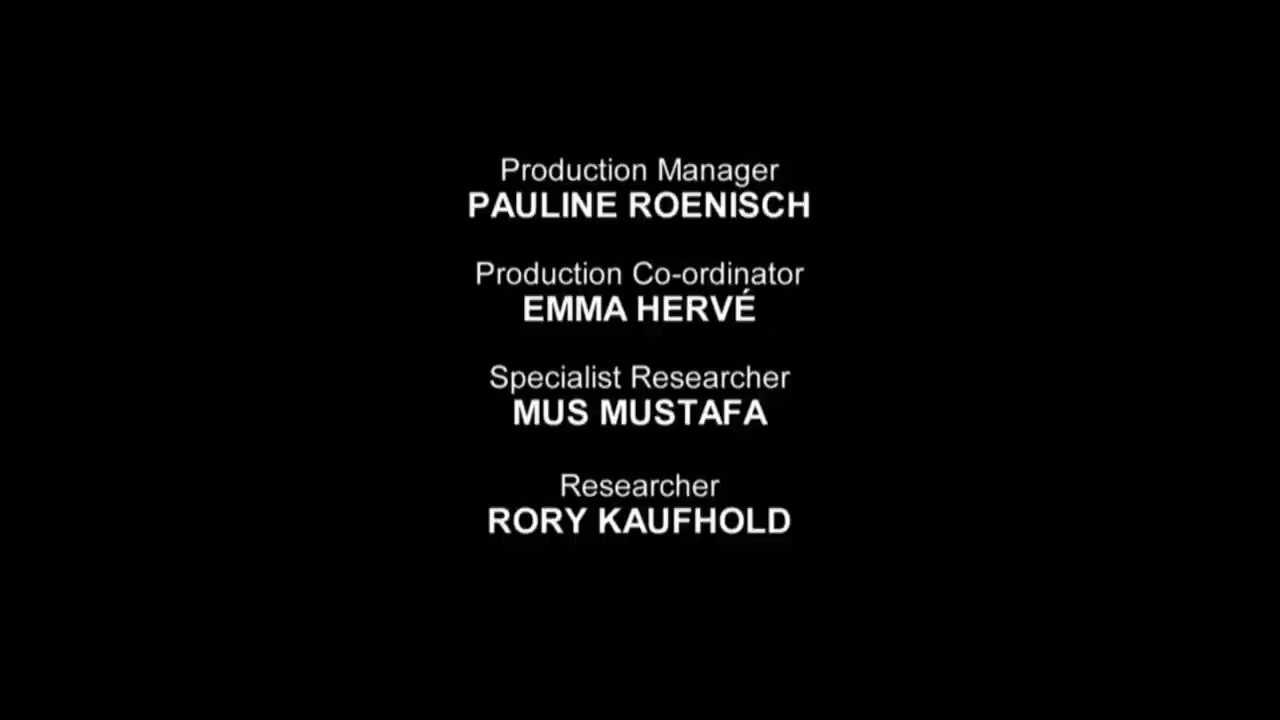 Production Manager
PAULINE ROENISCH
Production Co-ordinator
EMMA HERVÉ
Specialist Researcher
MUS MUSTAFA
Researcher
RORY KAUFHOLD